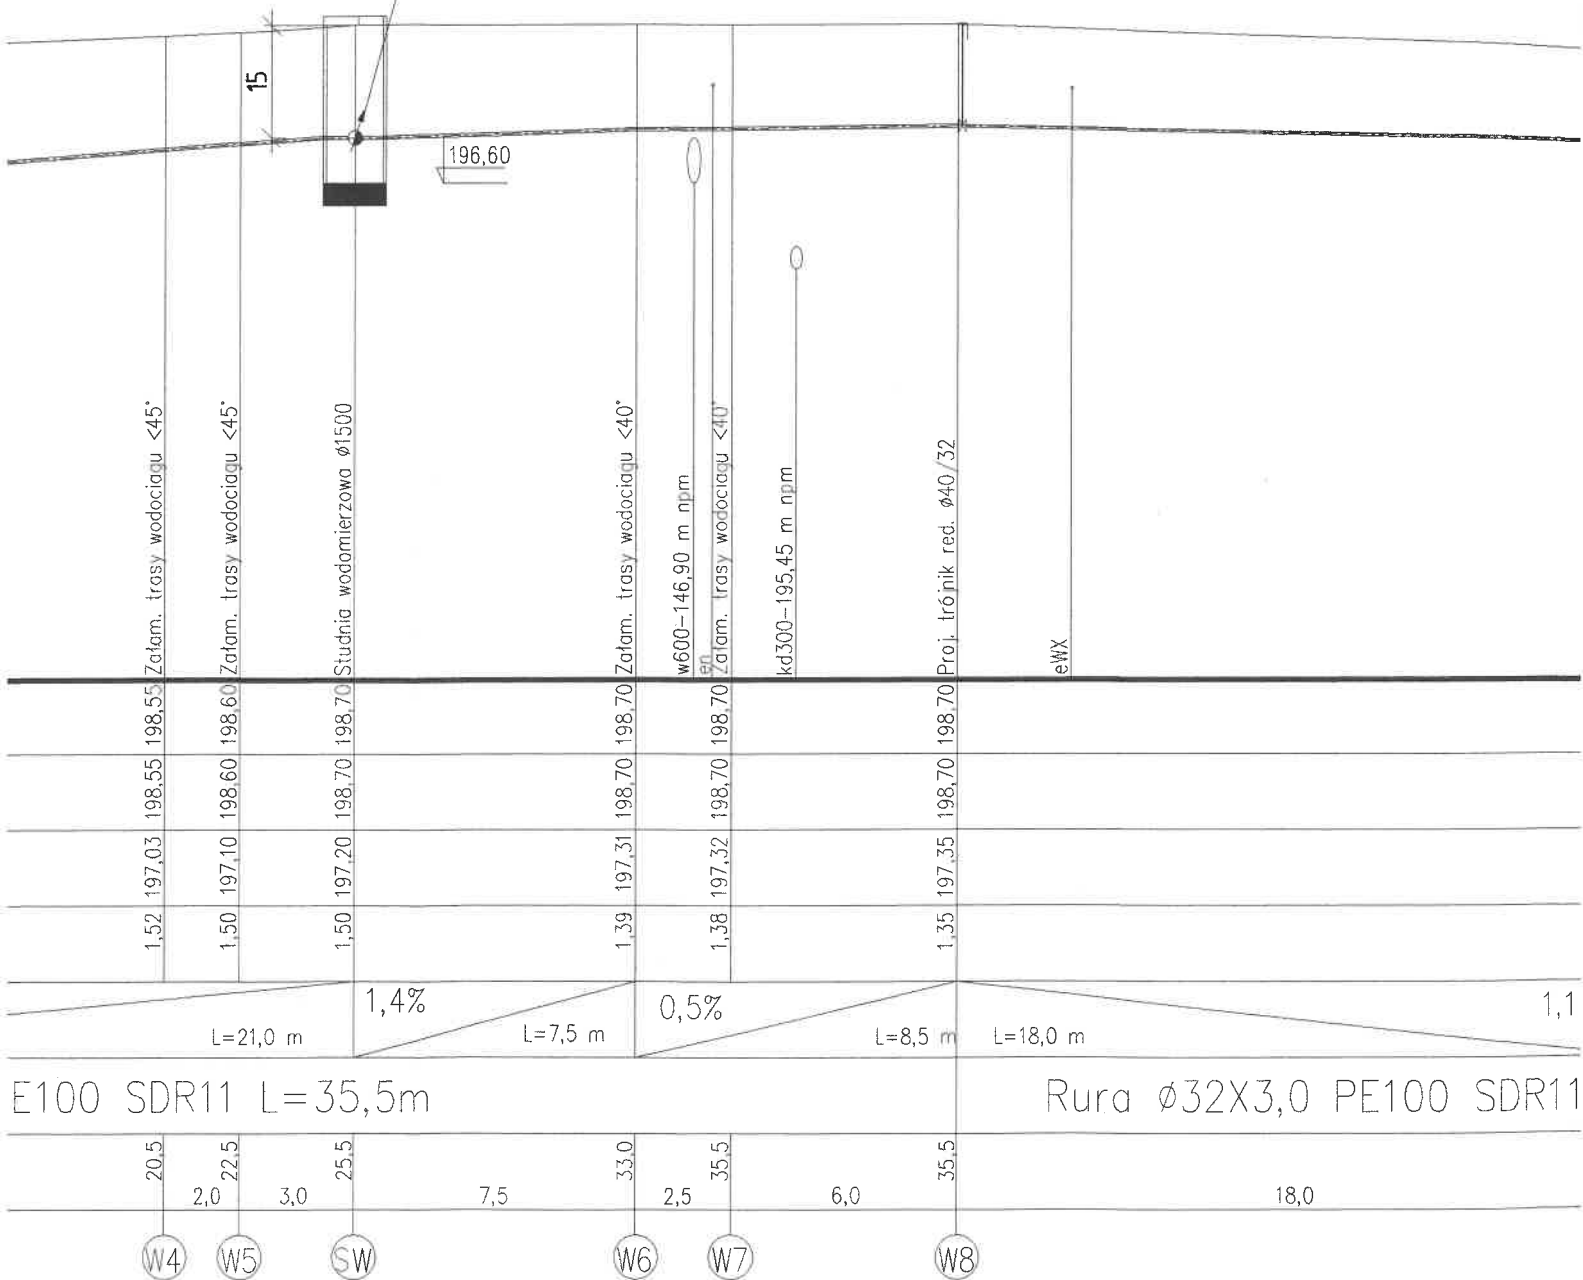 15
196,60
Załam. trasy wodociągu <45°
Załam. trasy wodociągu <45°
Studnia wodomierzowa ⌀1500
Załam. trasy wodociągu <40°
w600-146,90 m npm
en
Załam. trasy wodociągu <40°
kd300-195,45 m npm
Proj. trójnik red. ⌀40/32
eWX
198,55 198,60 198,70 198,70 198,70 198,70
198,55 198,60 198,70 198,70 198,70 198,70
197,03 197,10 197,20 197,31 197,32 197,35
1,52 1,50 1,50 1,39 1,38 1,35
1,4% 0,5% 1,1
L=21,0 m L=7,5 m L=8,5 m L=18,0 m
E100 SDR11 L=35,5m Rura ⌀32X3,0 PE100 SDR11
20,5 22,5 25,5 33,0 35,5 35,5
2,0 3,0 7,5 2,5 6,0 18,0
W4 W5 SW W6 W7 W8